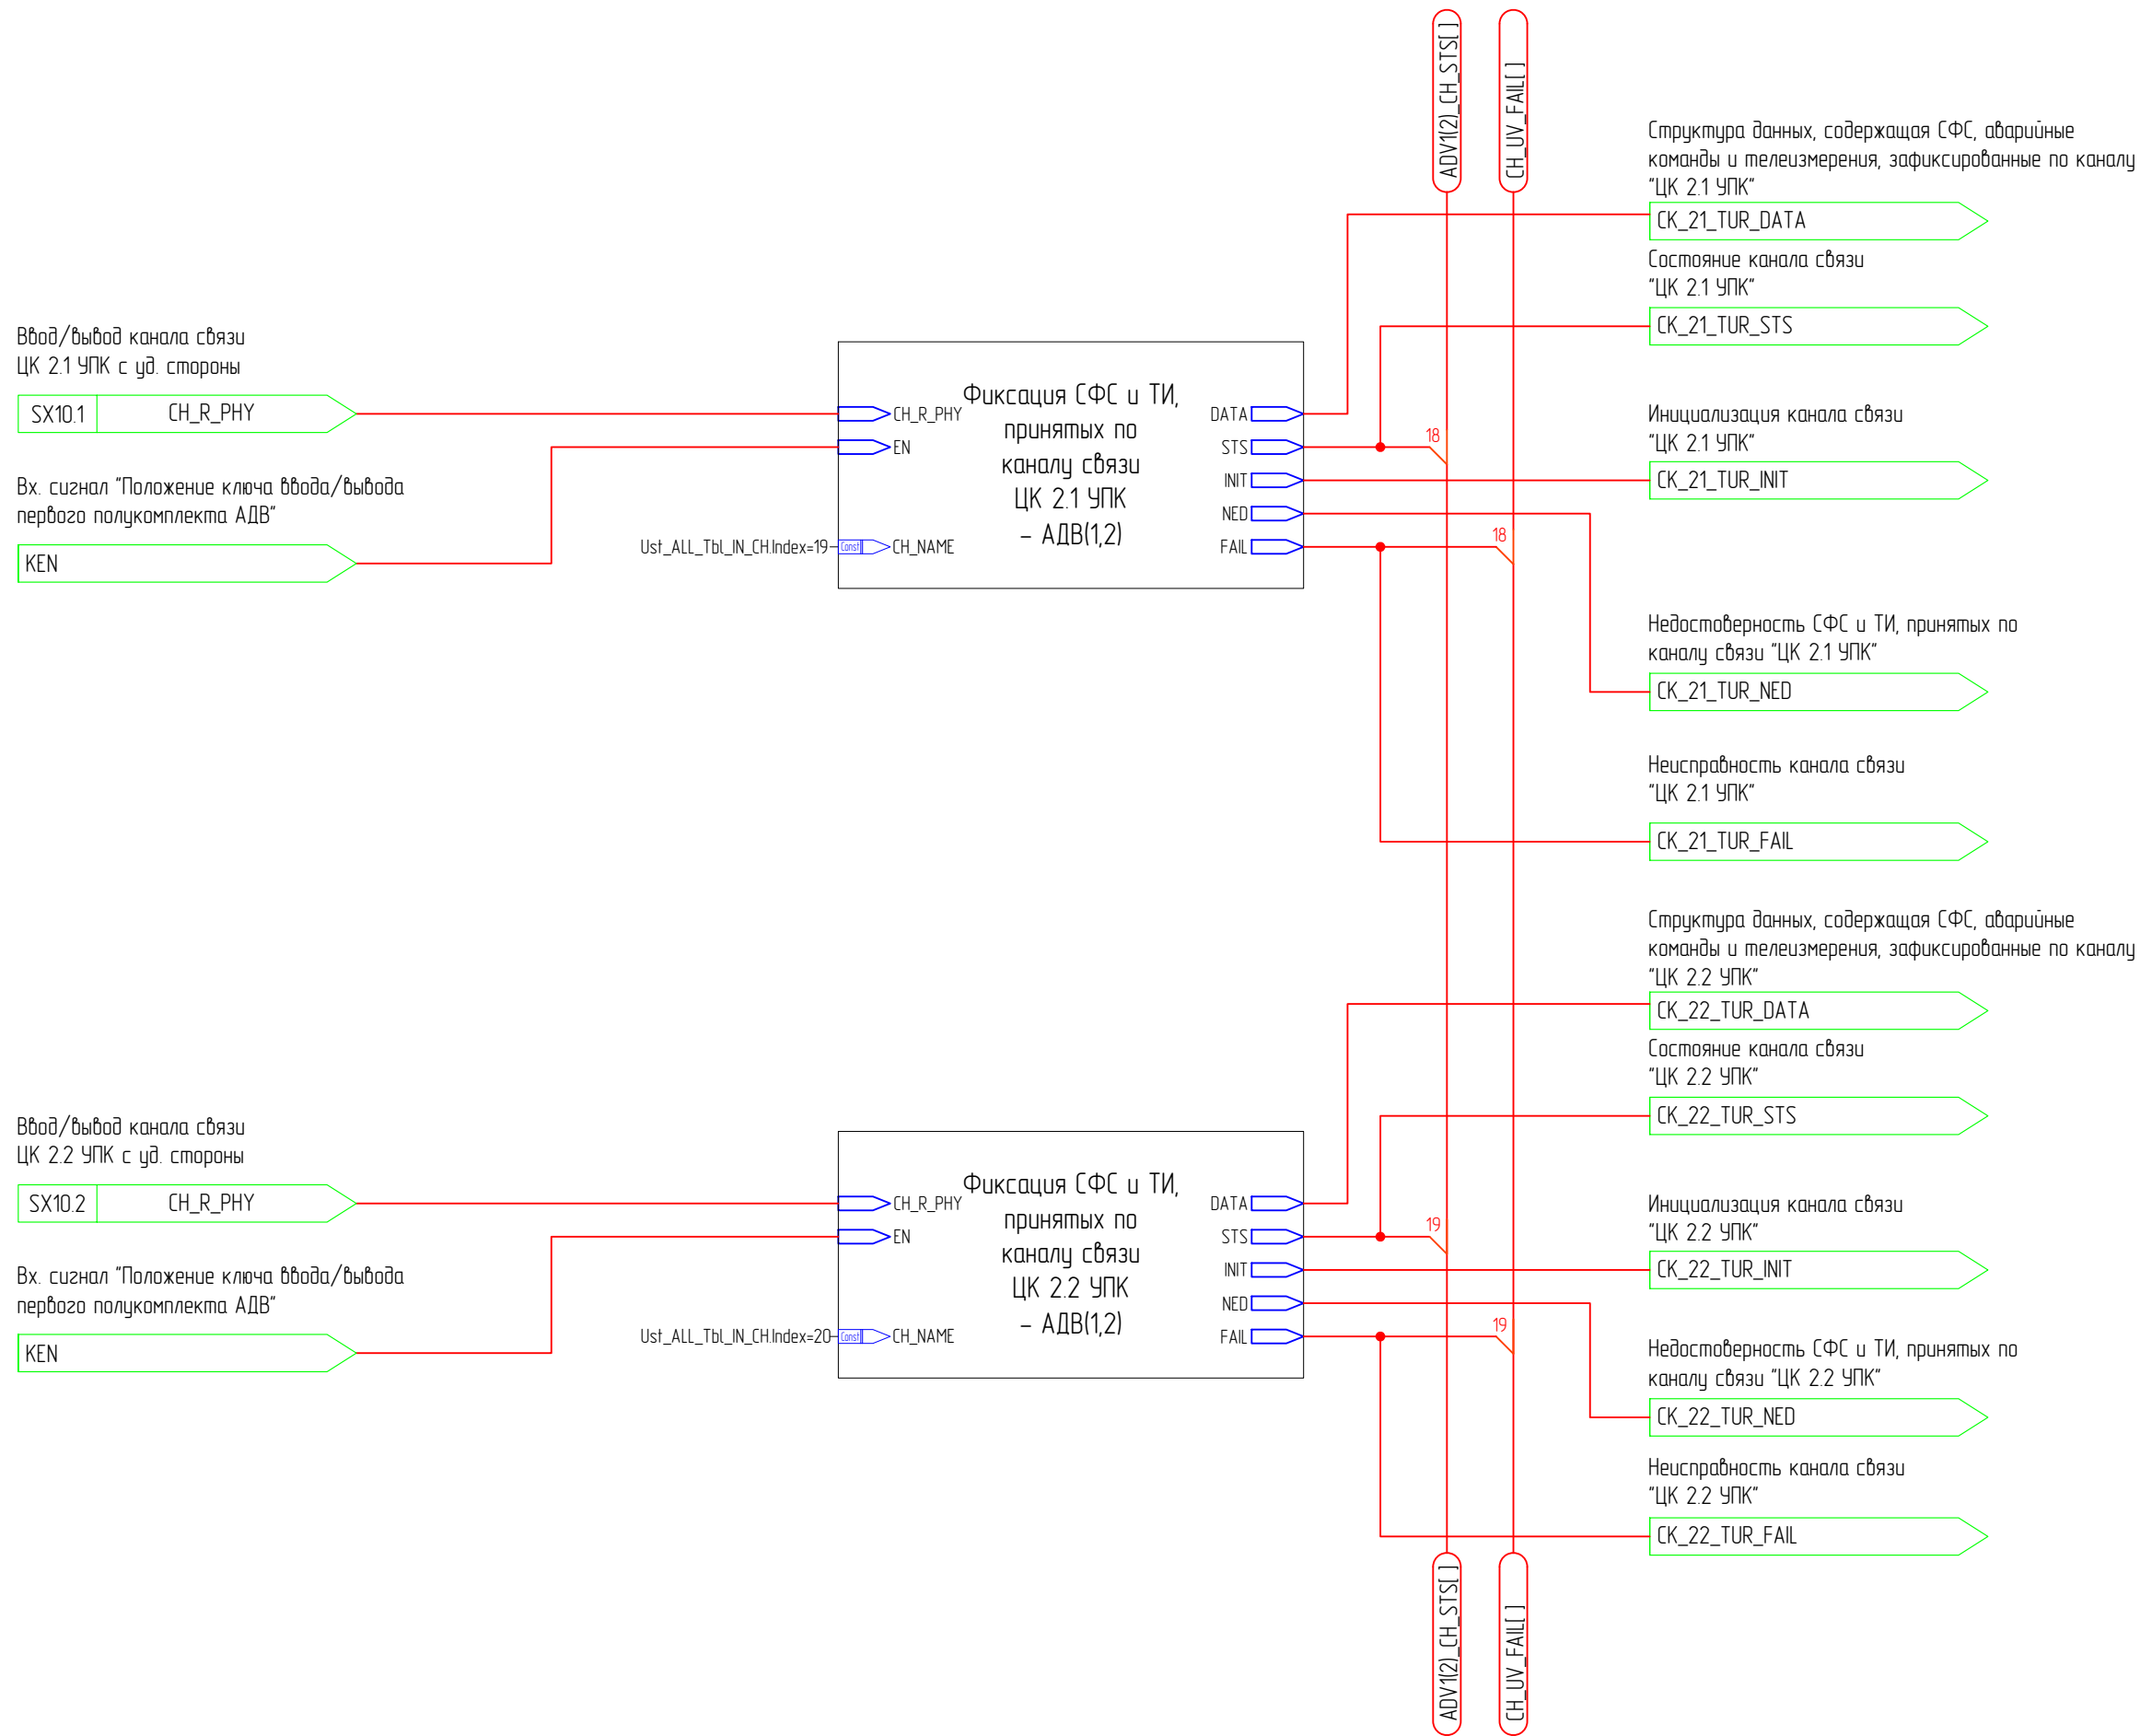 ADV1(2)_CH_STS[ ]
CH_UV_FAIL[ ]
Структура данных, содержащая СФС, аварийные
команды и телеизмерения, зафиксированные по каналу
"ЦК 2.1 УПК"
CK_21_TUR_DATA
Состояние канала связи
"ЦК 2.1 УПК"
CK_21_TUR_STS
Ввод/вывод канала связи
ЦК 2.1 УПК с уд. стороны
SX10.1
CH_R_PHY
Вх. сигнал "Положение ключа ввода/вывода
первого полукомплекта АДВ"
KEN
Ust_ALL_Tbl_IN_CH.Index=19
Const
CH_R_PHY
EN
CH_NAME
Фиксация СФС и ТИ,
принятых по
каналу связи
ЦК 2.1 УПК
– АДВ(1,2)
DATA
STS
INIT
NED
FAIL
18
18
Инициализация канала связи
"ЦК 2.1 УПК"
CK_21_TUR_INIT
Недостоверность СФС и ТИ, принятых по
каналу связи "ЦК 2.1 УПК"
CK_21_TUR_NED
Неисправность канала связи
"ЦК 2.1 УПК"
CK_21_TUR_FAIL
Структура данных, содержащая СФС, аварийные
команды и телеизмерения, зафиксированные по каналу
"ЦК 2.2 УПК"
CK_22_TUR_DATA
Состояние канала связи
"ЦК 2.2 УПК"
CK_22_TUR_STS
Ввод/вывод канала связи
ЦК 2.2 УПК с уд. стороны
SX10.2
CH_R_PHY
Вх. сигнал "Положение ключа ввода/вывода
первого полукомплекта АДВ"
KEN
Ust_ALL_Tbl_IN_CH.Index=20
Const
CH_R_PHY
EN
CH_NAME
Фиксация СФС и ТИ,
принятых по
каналу связи
ЦК 2.2 УПК
– АДВ(1,2)
DATA
STS
INIT
NED
FAIL
19
19
Инициализация канала связи
"ЦК 2.2 УПК"
CK_22_TUR_INIT
Недостоверность СФС и ТИ, принятых по
каналу связи "ЦК 2.2 УПК"
CK_22_TUR_NED
Неисправность канала связи
"ЦК 2.2 УПК"
CK_22_TUR_FAIL
ADV1(2)_CH_STS[ ]
CH_UV_FAIL[ ]